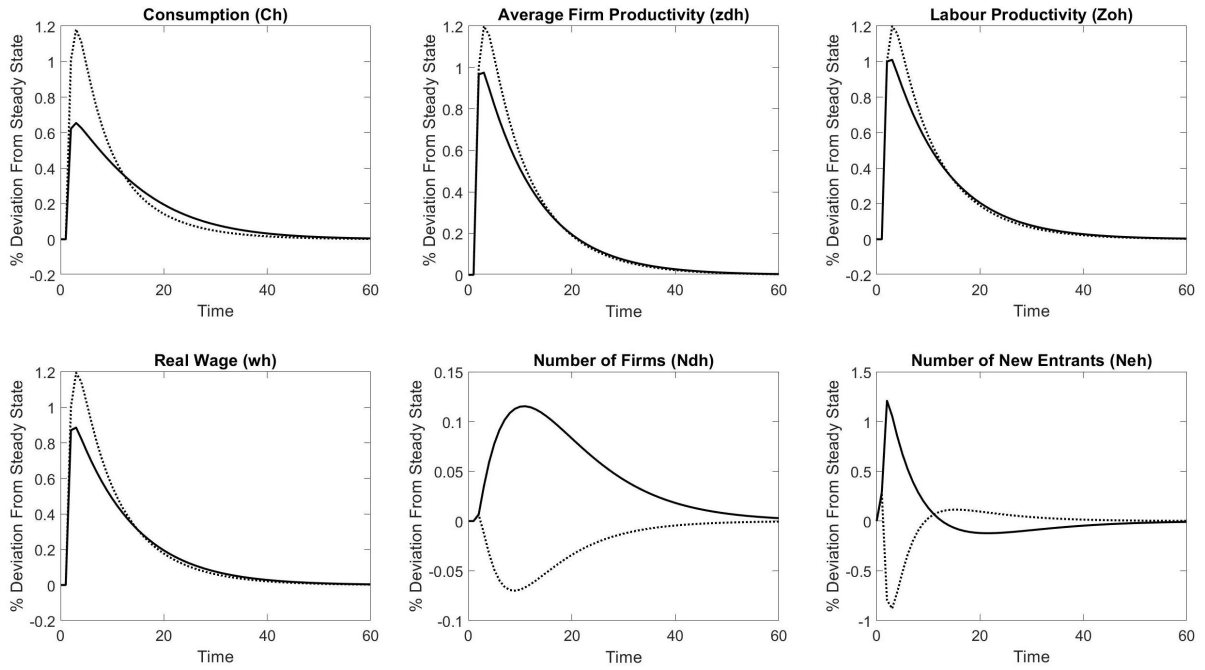 Consumption (Ch)
% Deviation From Steady State
1.2
1
0.8
0.6
0.4
0.2
0
-0.2
0 20 40 60
Time
Average Firm Productivity (zdh)
% Deviation From Steady State
1.2
1
0.8
0.6
0.4
0.2
0
0 20 40 60
Time
Labour Productivity (Zoh)
% Deviation From Steady State
1.2
1
0.8
0.6
0.4
0.2
0
-0.2
0 20 40 60
Time
Real Wage (wh)
% Deviation From Steady State
1.2
1
0.8
0.6
0.4
0.2
0
-0.2
0 20 40 60
Time
Number of Firms (Ndh)
% Deviation From Steady State
0.15
0.1
0.05
0
-0.05
-0.1
0 20 40 60
Time
Number of New Entrants (Neh)
% Deviation From Steady State
1.5
1
0.5
0
-0.5
-1
0 20 40 60
Time